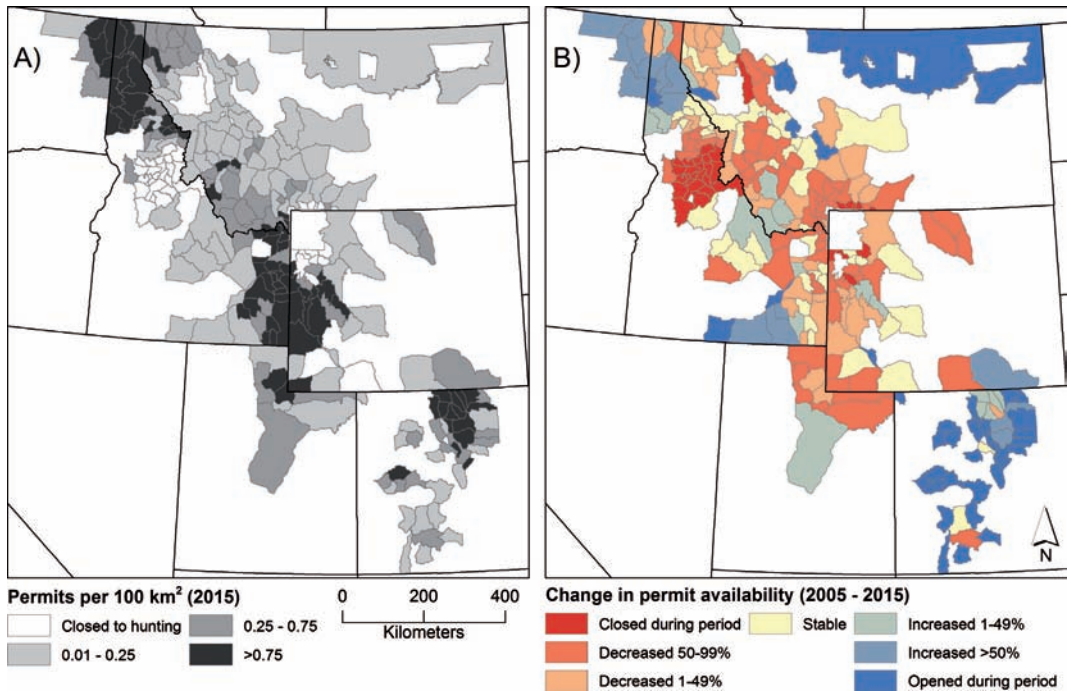 A)
B)
N
Permits per 100 km² (2015)
Closed to hunting
0.01 - 0.25
0.25 - 0.75
>0.75
0 200 400
Kilometers
Change in permit availability (2005 - 2015)
Closed during period
Decreased 50-99%
Decreased 1-49%
Stable
Increased 1-49%
Increased >50%
Opened during period